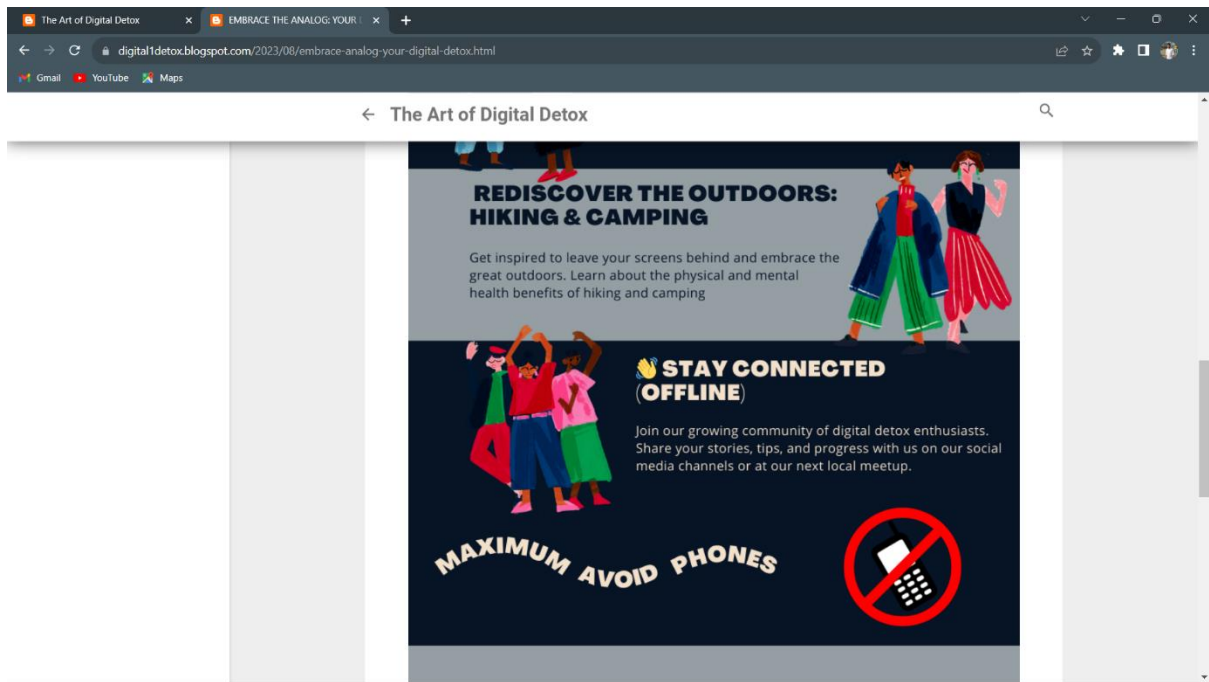 The Art of Digital Detox
EMBRACE THE ANALOG: YOUR
digital1detox.blogspot.com/2023/08/embrace-analog-your-digital-detox.html
Gmail YouTube Maps
The Art of Digital Detox
REDISCOVER THE OUTDOORS:
HIKING & CAMPING
Get inspired to leave your screens behind and embrace the
great outdoors. Learn about the physical and mental
health benefits of hiking and camping
👋 STAY CONNECTED
(OFFLINE)
Join our growing community of digital detox enthusiasts.
Share your stories, tips, and progress with us on our social
media channels or at our next local meetup.
MAXIMUM AVOID PHONES